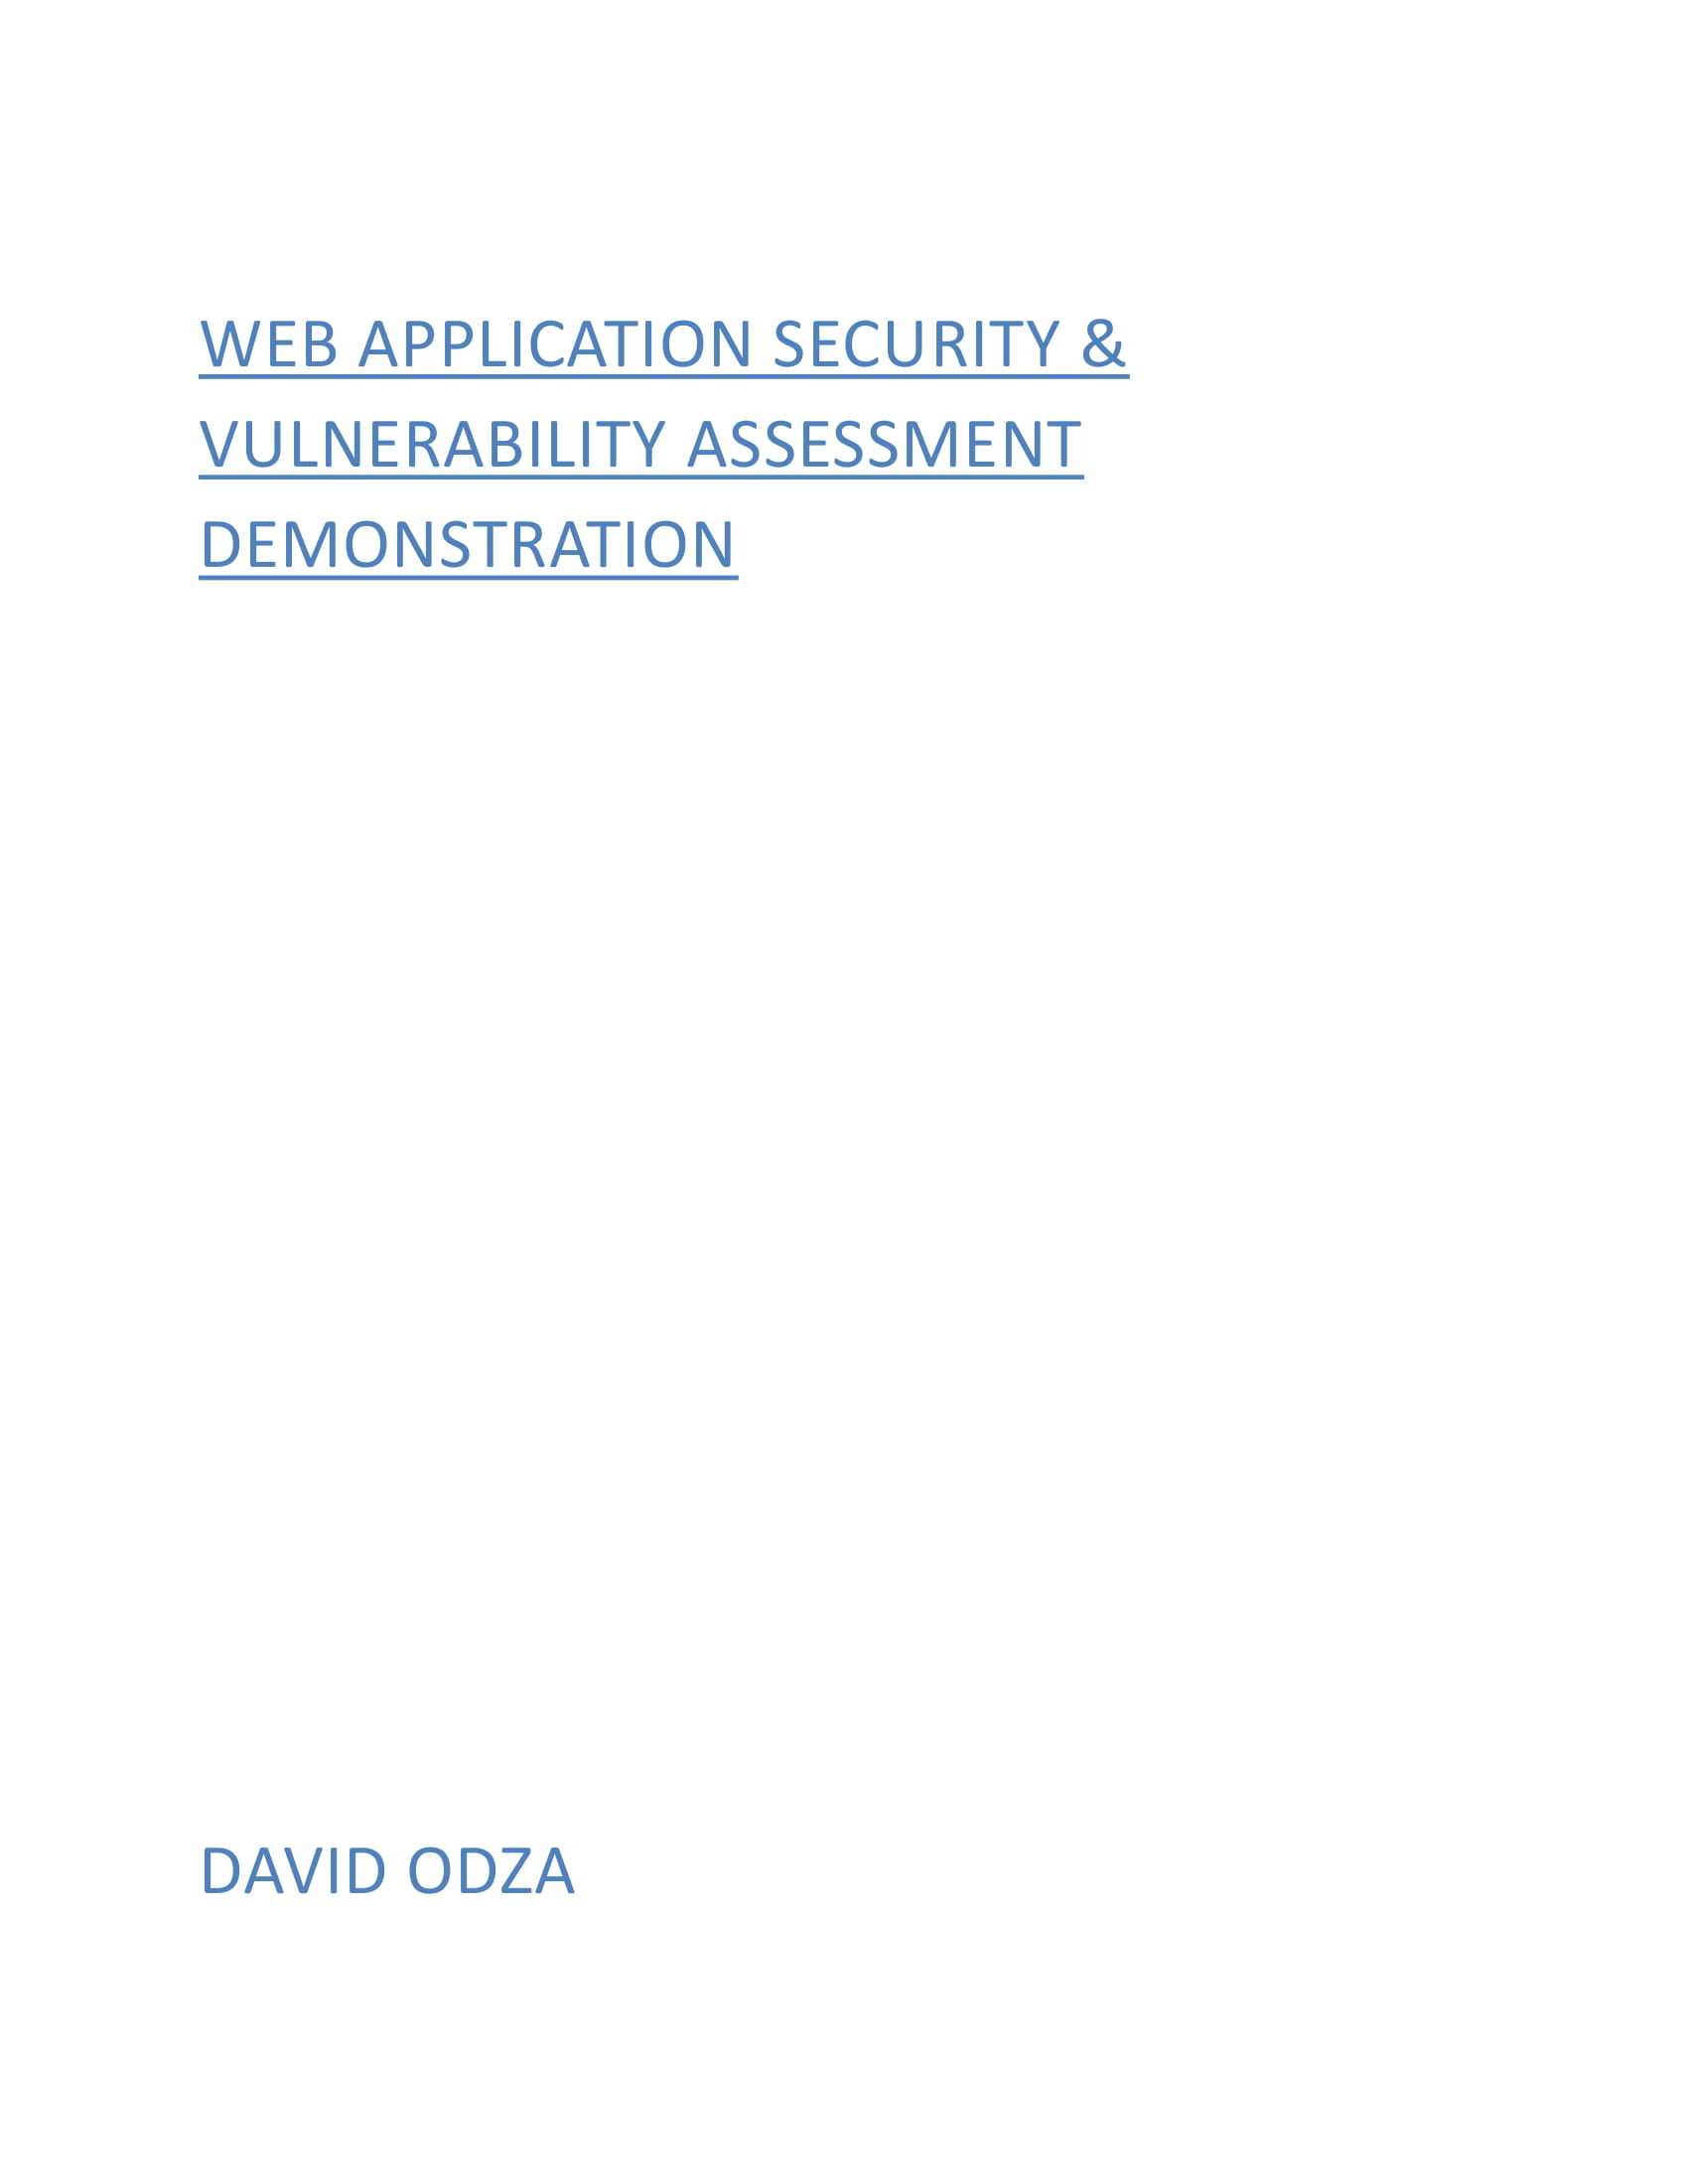 WEB APPLICATION SECURITY &
VULNERABILITY ASSESSMENT
DEMONSTRATION
DAVID ODZA